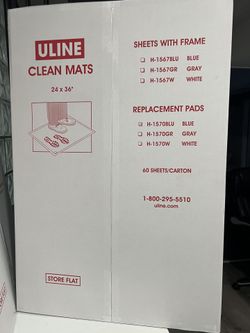 ULINE
CLEAN MATS
24 x 36"
SHEETS WITH FRAME
H-1567BLU BLUE
H-1567GR GRAY
H-1567W WHITE
REPLACEMENT PADS
H-1570BLU BLUE
H-1570GR GRAY
H-1570W WHITE
60 SHEETS/CARTON
1-800-295-5510
uline.com
STORE FLAT